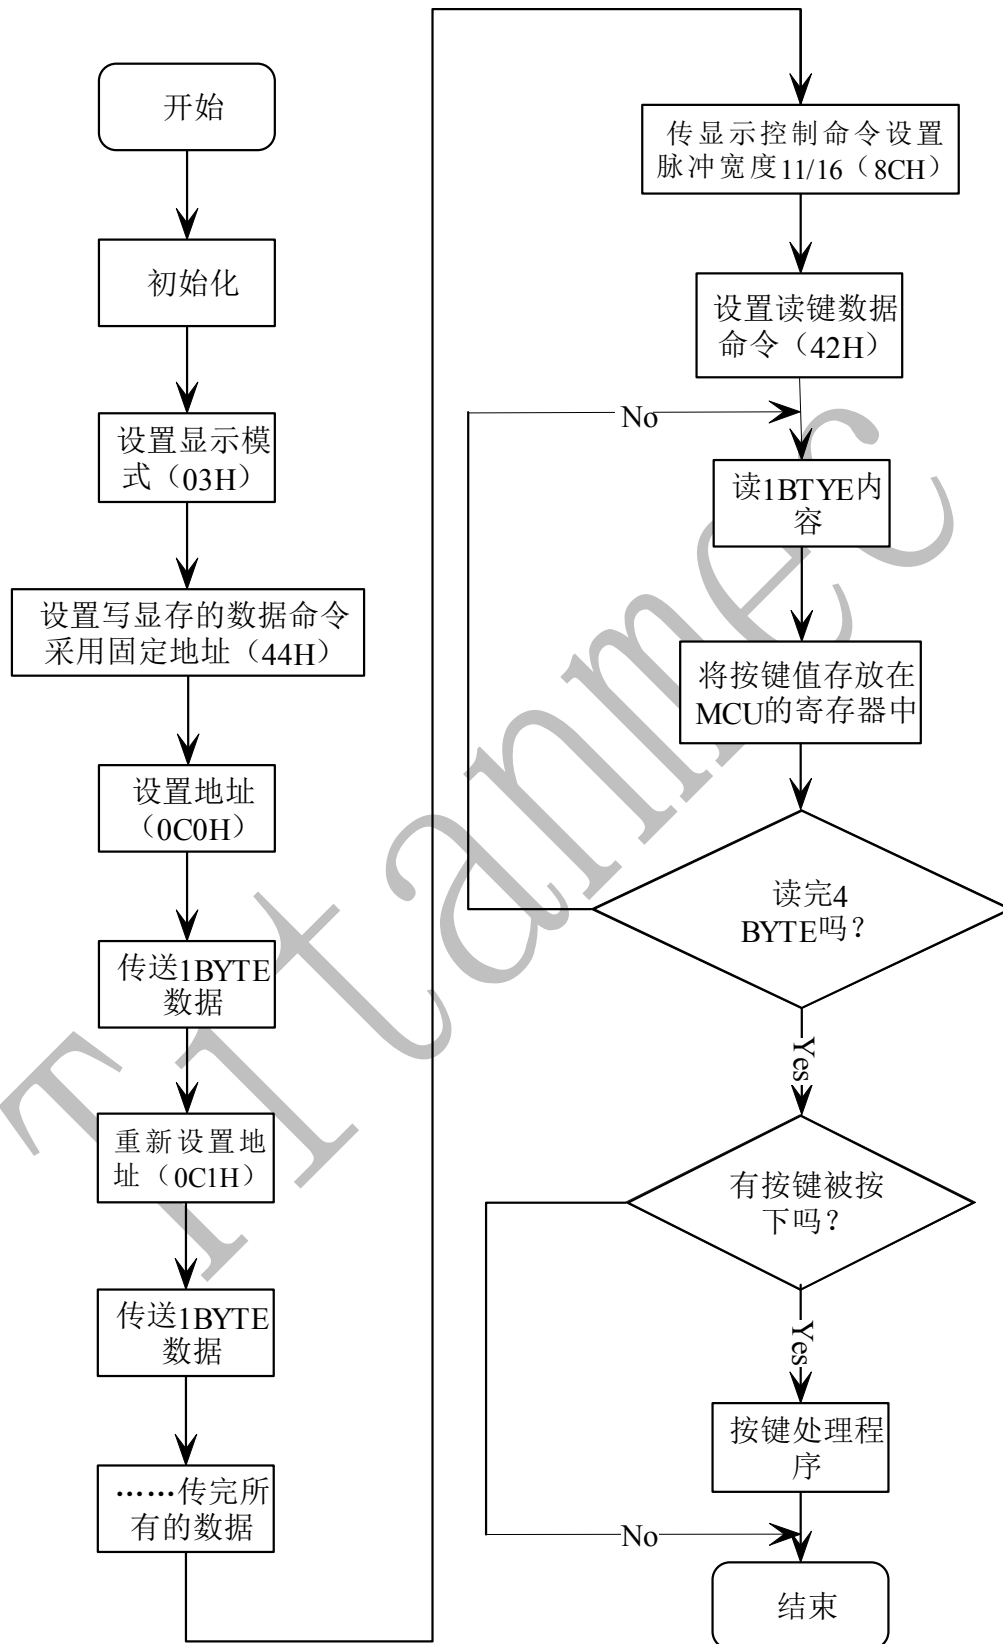 开始
初始化
设置显示模
式（03H）
设置写显存的数据命令
采用固定地址（44H）
设置地址
（0C0H）
传送1BYTE
数据
重新设置地
址（0C1H）
传送1BYTE
数据
……传完所
有的数据
传显示控制命令设置
脉冲宽度11/16（8CH）
设置读键数据
命令（42H）
No
读1BTYE内
容
将按键值存放在
MCU的寄存器中
读完4
BYTE吗？
Yes
有按键被按
下吗？
Yes
按键处理程
序
No
结束
Titanmec